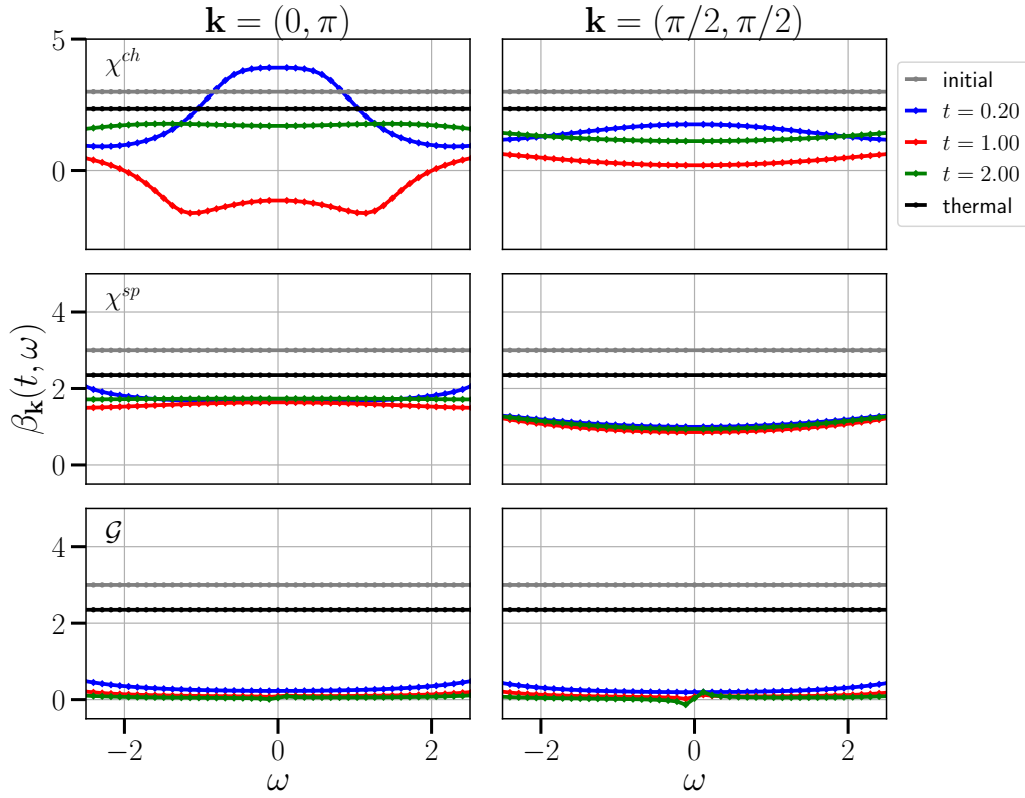 k = (0, π)
k = (π/2, π/2)
5
0
χ^{ch}
initial
t = 0.20
t = 1.00
t = 2.00
thermal
4
2
0
χ^{sp}
β_k(t, ω)
4
2
0
𝒢
−2
0
2
−2
0
2
ω
ω